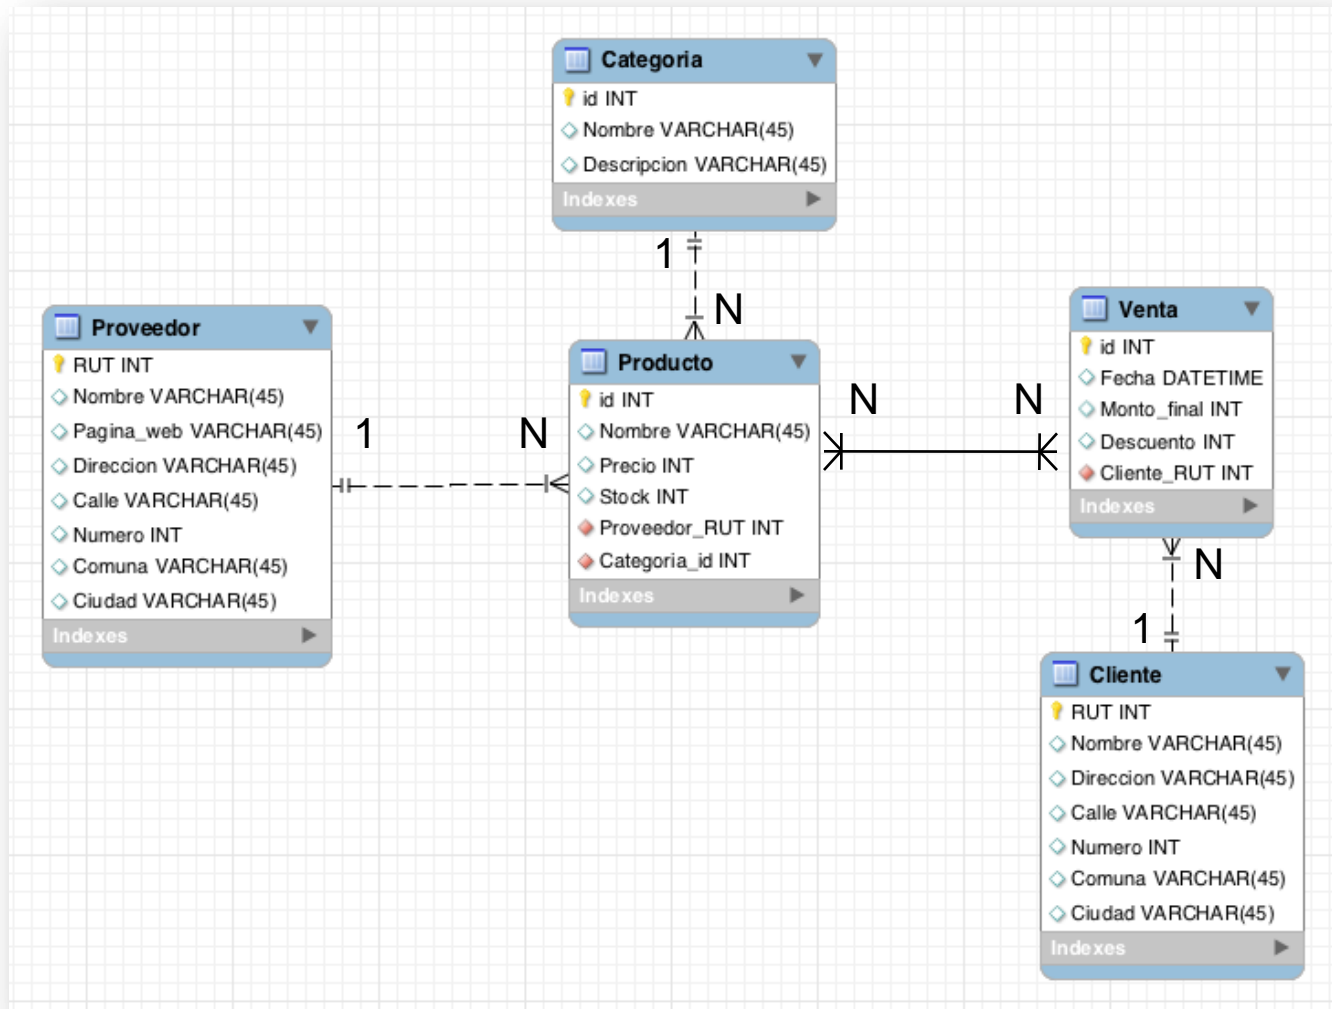 Categoria
id INT
Nombre VARCHAR(45)
Descripcion VARCHAR(45)
Indexes
1
N
Proveedor
RUT INT
Nombre VARCHAR(45)
Pagina_web VARCHAR(45)
Direccion VARCHAR(45)
Calle VARCHAR(45)
Numero INT
Comuna VARCHAR(45)
Ciudad VARCHAR(45)
Indexes
1
N
Producto
id INT
Nombre VARCHAR(45)
Precio INT
Stock INT
Proveedor_RUT INT
Categoria_id INT
Indexes
N
N
Venta
id INT
Fecha DATETIME
Monto_final INT
Descuento INT
Cliente_RUT INT
Indexes
N
1
Cliente
RUT INT
Nombre VARCHAR(45)
Direccion VARCHAR(45)
Calle VARCHAR(45)
Numero INT
Comuna VARCHAR(45)
Ciudad VARCHAR(45)
Indexes